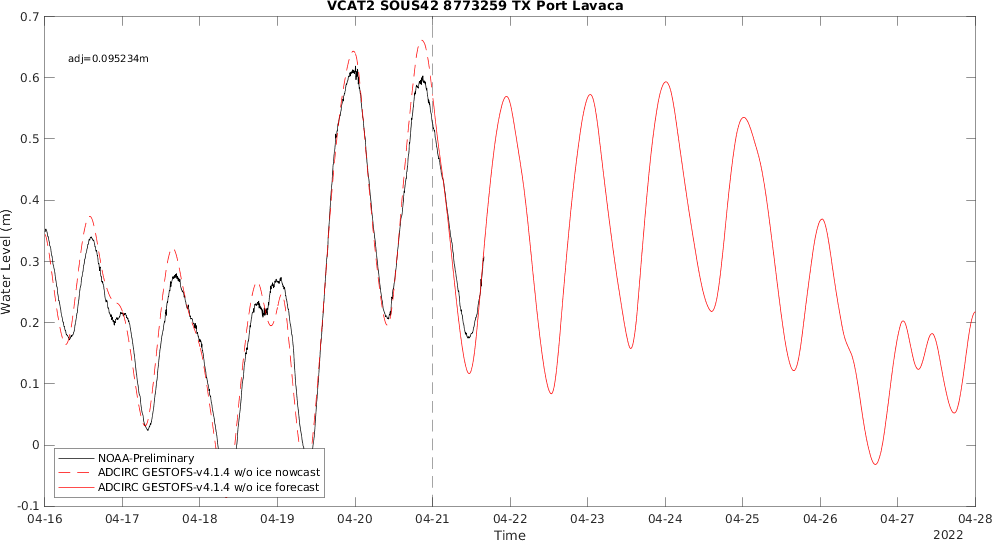 VCAT2 SOUS42 8773259 TX Port Lavaca
adj=0.095234m
Water Level (m)
0.7
0.6
0.5
0.4
0.3
0.2
0.1
0
-0.1
NOAA-Preliminary
ADCIRC GESTOFS-v4.1.4 w/o ice nowcast
ADCIRC GESTOFS-v4.1.4 w/o ice forecast
04-16 04-17 04-18 04-19 04-20 04-21 04-22 04-23 04-24 04-25 04-26 04-27 04-28
Time
2022